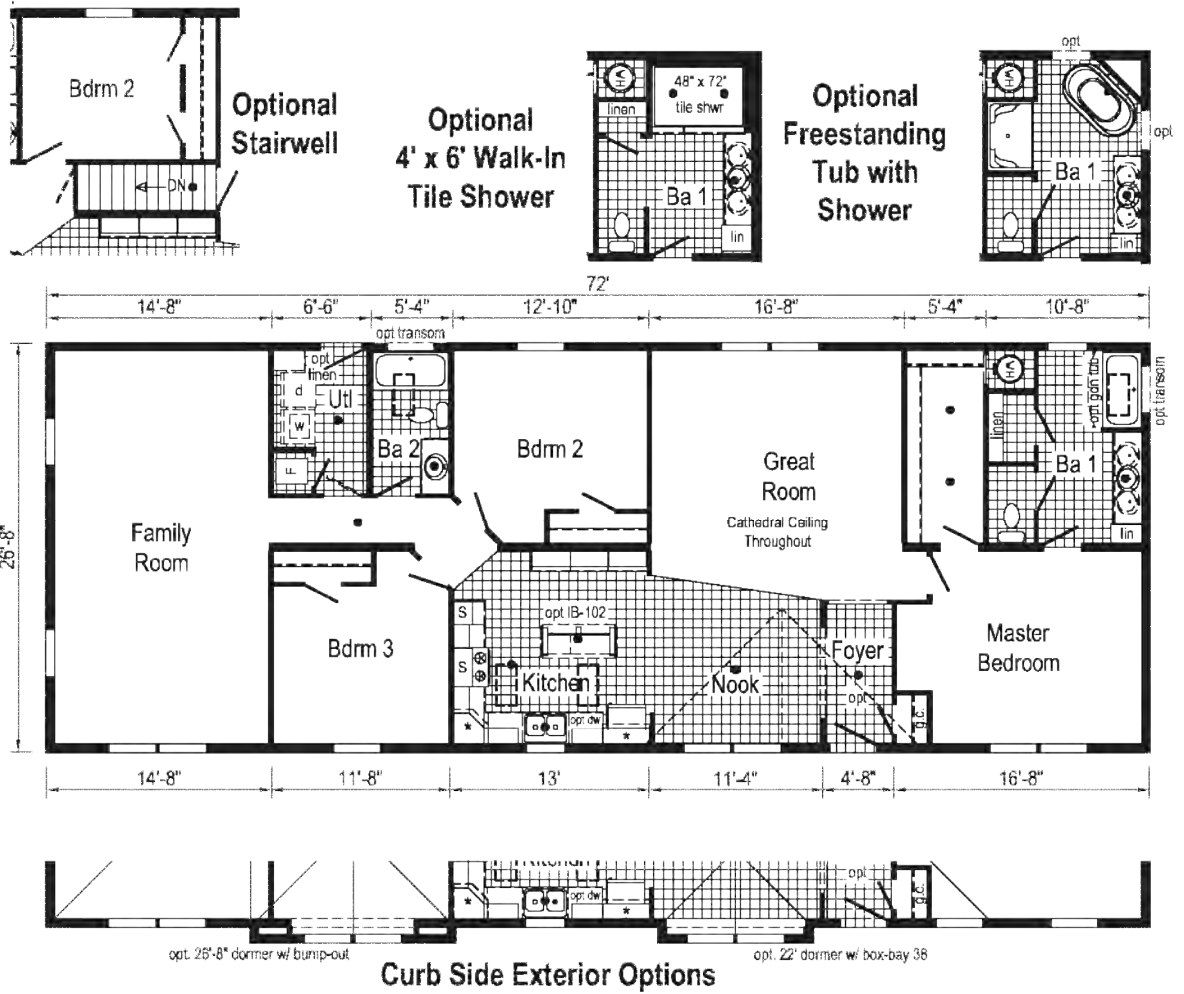 Bdrm 2
Optional
Stairwell
DN
Optional
4' x 6' Walk-In
Tile Shower
WH
linen
48" x 72"
tile shwr
Ba 1
lin
Optional
Freestanding
Tub with
Shower
opt
WH
opt
Ba 1
lin
72'
14'-8" 6'-6" 5'-4" 12'-10" 16'-8" 5'-4" 10'-8"
opt transom
26'-8"
Family
Room
opt
linen
d
Utl
w
F
Ba 2
Bdrm 2
Great
Room
Cathedral Ceiling
Throughout
WH
linen
opt gdn tub
opt transom
Ba 1
lin
Bdrm 3
S
opt IB-102
S
Kitchen
opt dw
*
*
Nook
Foyer
opt
g.c.
Master
Bedroom
14'-8" 11'-8" 13' 11'-4" 4'-8" 16'-8"
Kitchen
opt dw
*
*
opt
g.c.
opt. 26'-8" dormer w/ bump-out
opt. 22' dormer w/ box-bay 38
Curb Side Exterior Options